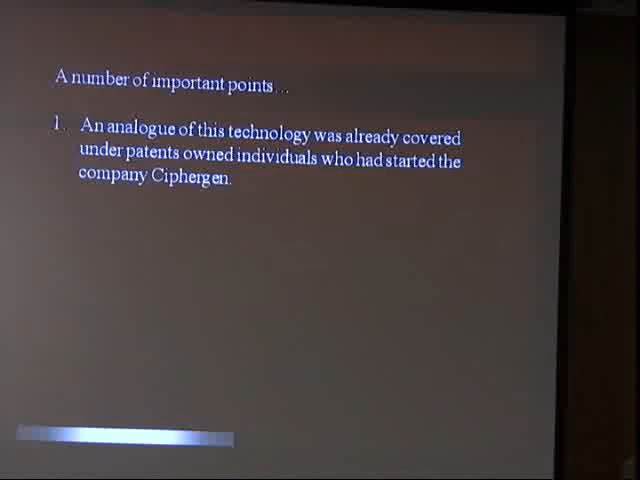 A number of important points...
1. An analogue of this technology was already covered
under patents owned individuals who had started the
company Ciphergen.